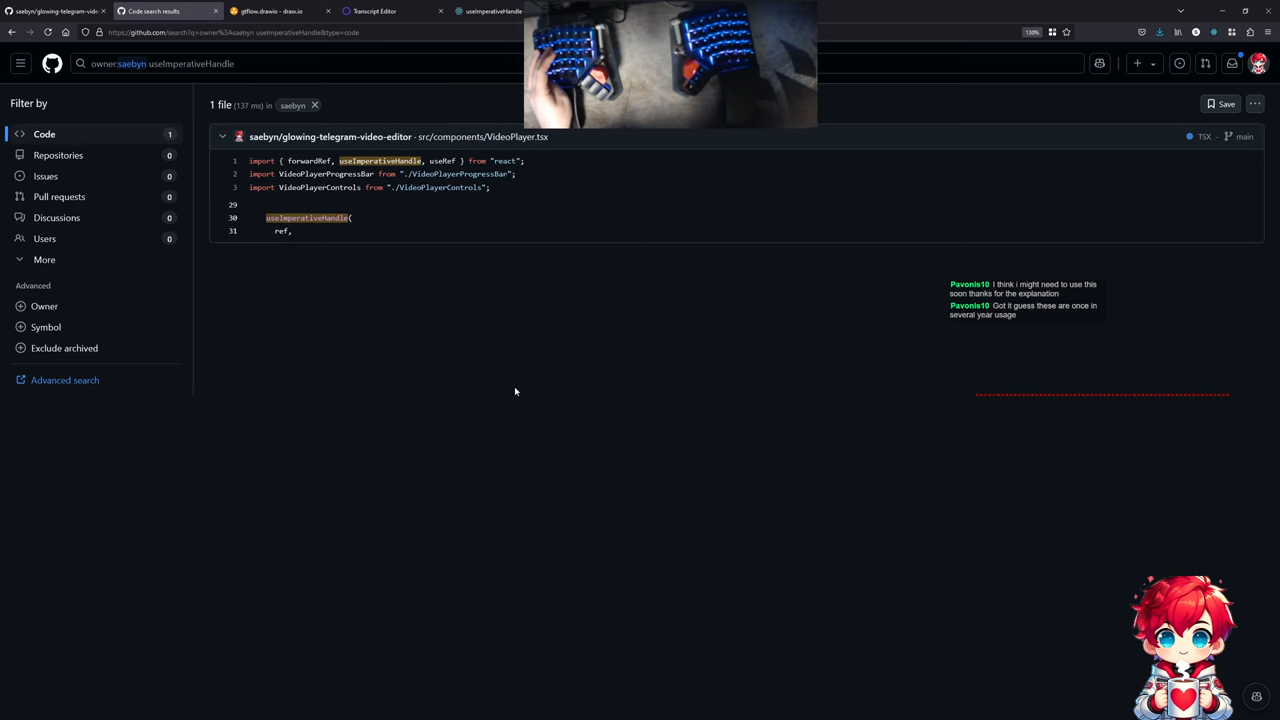 saebyn/glowing-telegram-vide
Code search results
gtflow.drawio - draw.io
Transcript Editor
useImperativeHandle
https://github.com/search?q=owner%3Asaebyn useImperativeHandle&type=code
130%
owner:saebyn useImperativeHandle
Filter by
Code 1
Repositories 0
Issues 0
Pull requests 0
Discussions 0
Users 0
More
Advanced
Owner
Symbol
Exclude archived
Advanced search
1 file (137 ms) in saebyn
Save
saebyn/glowing-telegram-video-editor · src/components/VideoPlayer.tsx
TSX main
1 import { forwardRef, useImperativeHandle, useRef } from "react";
2 import VideoPlayerProgressBar from "./VideoPlayerProgressBar";
3 import VideoPlayerControls from "./VideoPlayerControls";
29
30 useImperativeHandle(
31 ref,
Pavonis10 I think i might need to use this
soon thanks for the explanation
Pavonis10 Got it guess these are once in
several year usage